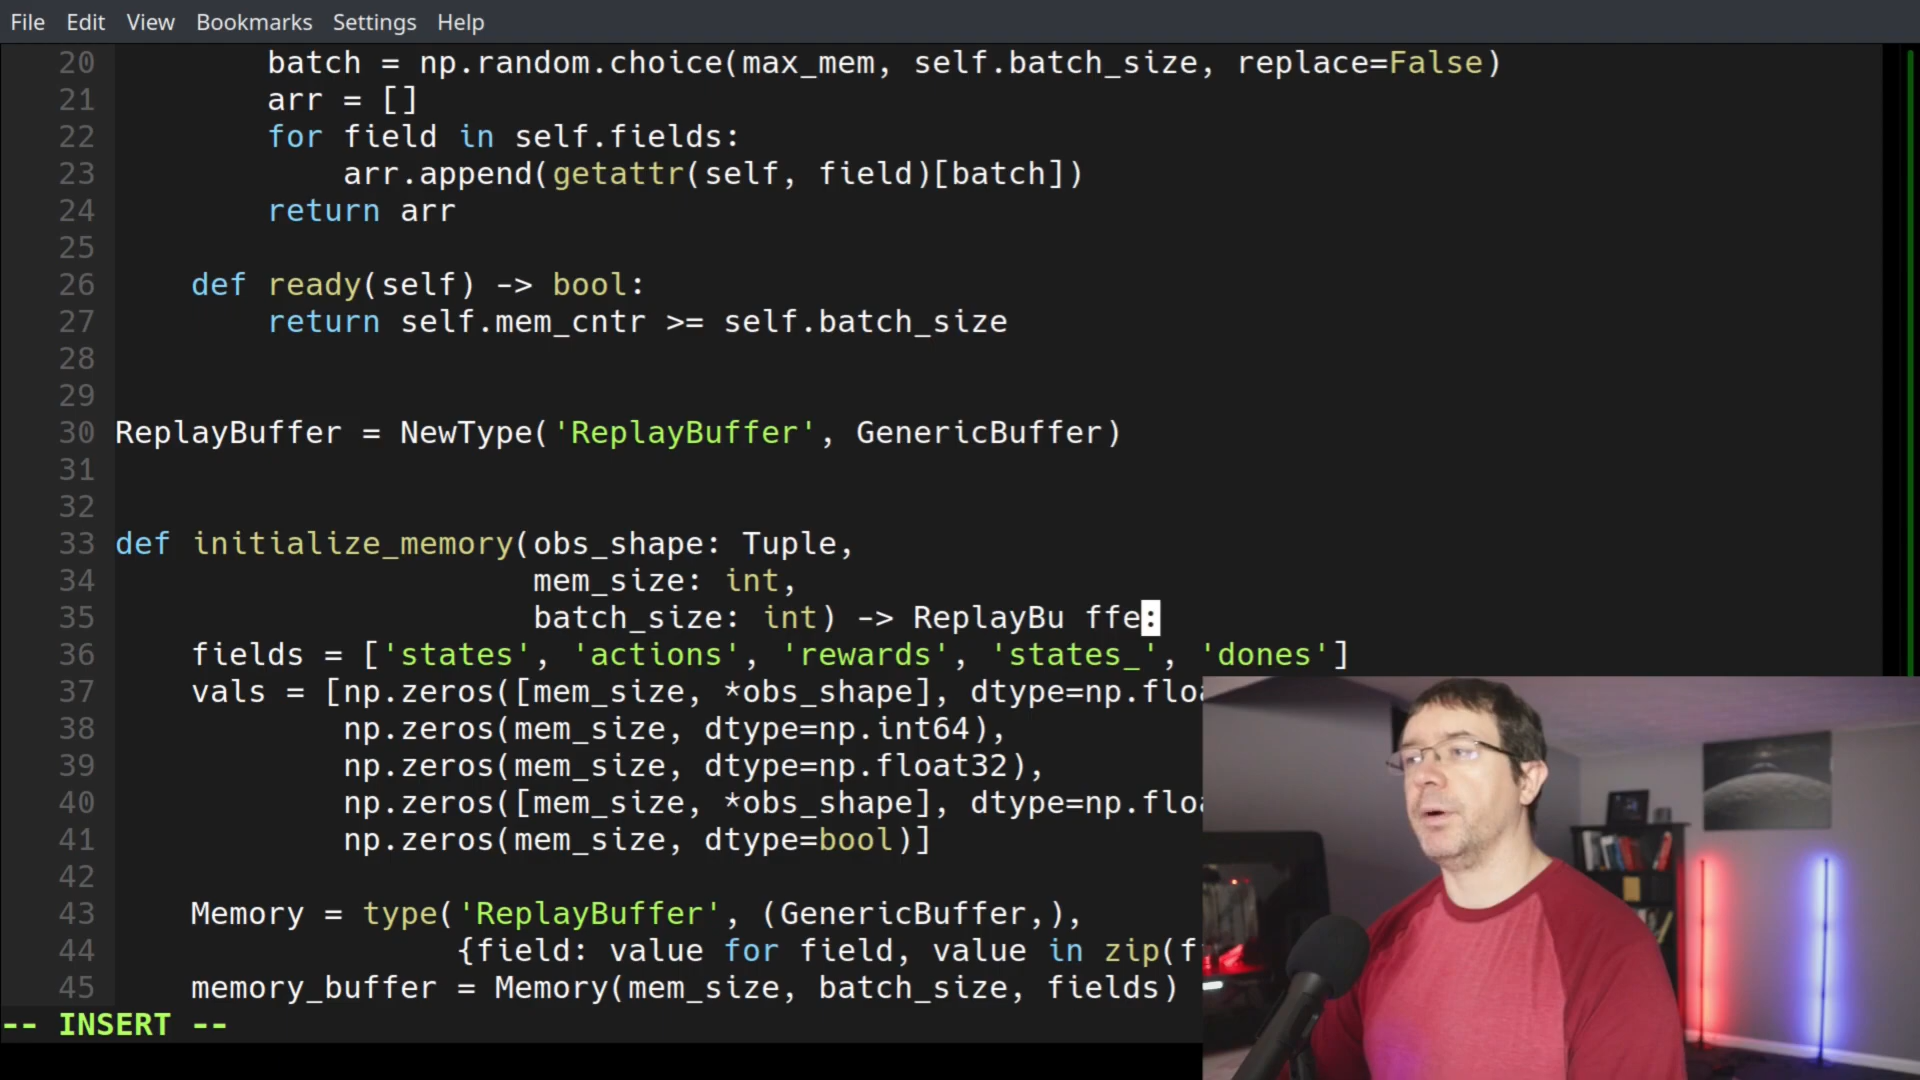 File Edit View Bookmarks Settings Help
20 batch = np.random.choice(max_mem, self.batch_size, replace=False)
21 arr = []
22 for field in self.fields:
23 arr.append(getattr(self, field)[batch])
24 return arr
25
26 def ready(self) -> bool:
27 return self.mem_cntr >= self.batch_size
28
29
30 ReplayBuffer = NewType('ReplayBuffer', GenericBuffer)
31
32
33 def initialize_memory(obs_shape: Tuple,
34 mem_size: int,
35 batch_size: int) -> ReplayBu ffe:
36 fields = ['states', 'actions', 'rewards', 'states_', 'dones']
37 vals = [np.zeros([mem_size, *obs_shape], dtype=np.floa
38 np.zeros(mem_size, dtype=np.int64),
39 np.zeros(mem_size, dtype=np.float32),
40 np.zeros([mem_size, *obs_shape], dtype=np.floa
41 np.zeros(mem_size, dtype=bool)]
42
43 Memory = type('ReplayBuffer', (GenericBuffer,),
44 {field: value for field, value in zip(f
45 memory_buffer = Memory(mem_size, batch_size, fields)
-- INSERT --